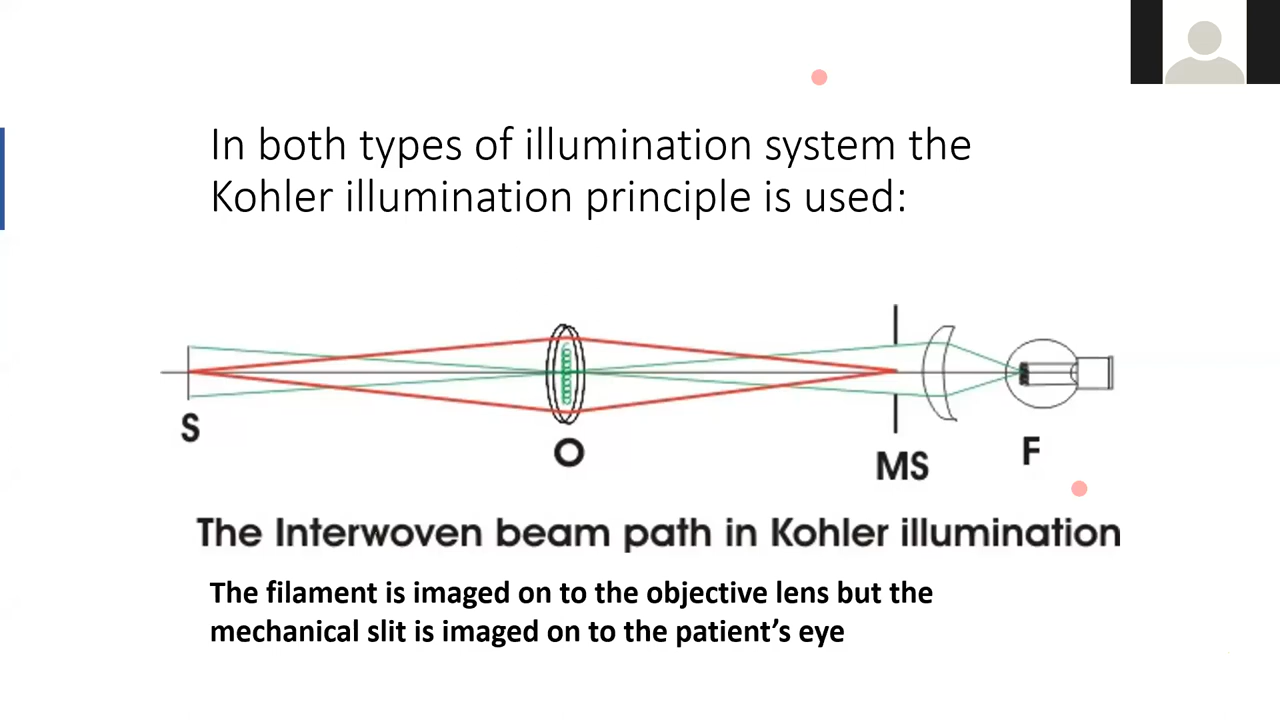 In both types of illumination system the
Kohler illumination principle is used:
S
O
MS
F
The Interwoven beam path in Kohler illumination
The filament is imaged on to the objective lens but the
mechanical slit is imaged on to the patient’s eye